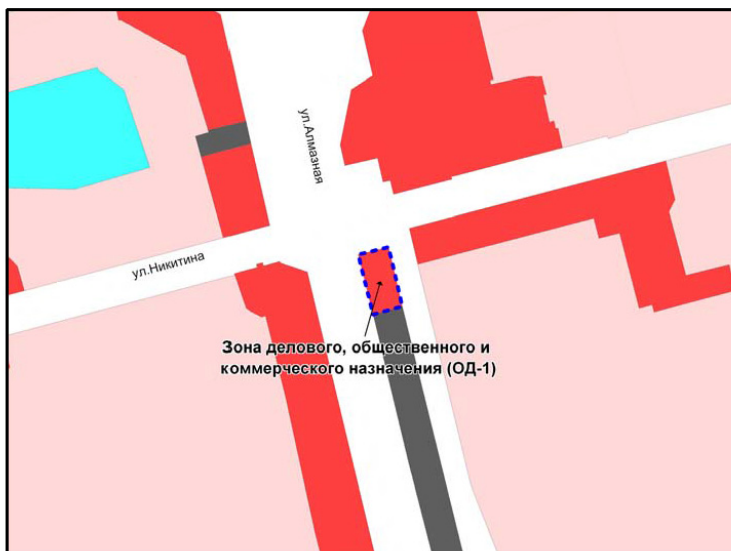 ул.Алмазная
ул.Никитина
Зона делового, общественного и
коммерческого назначения (ОД-1)